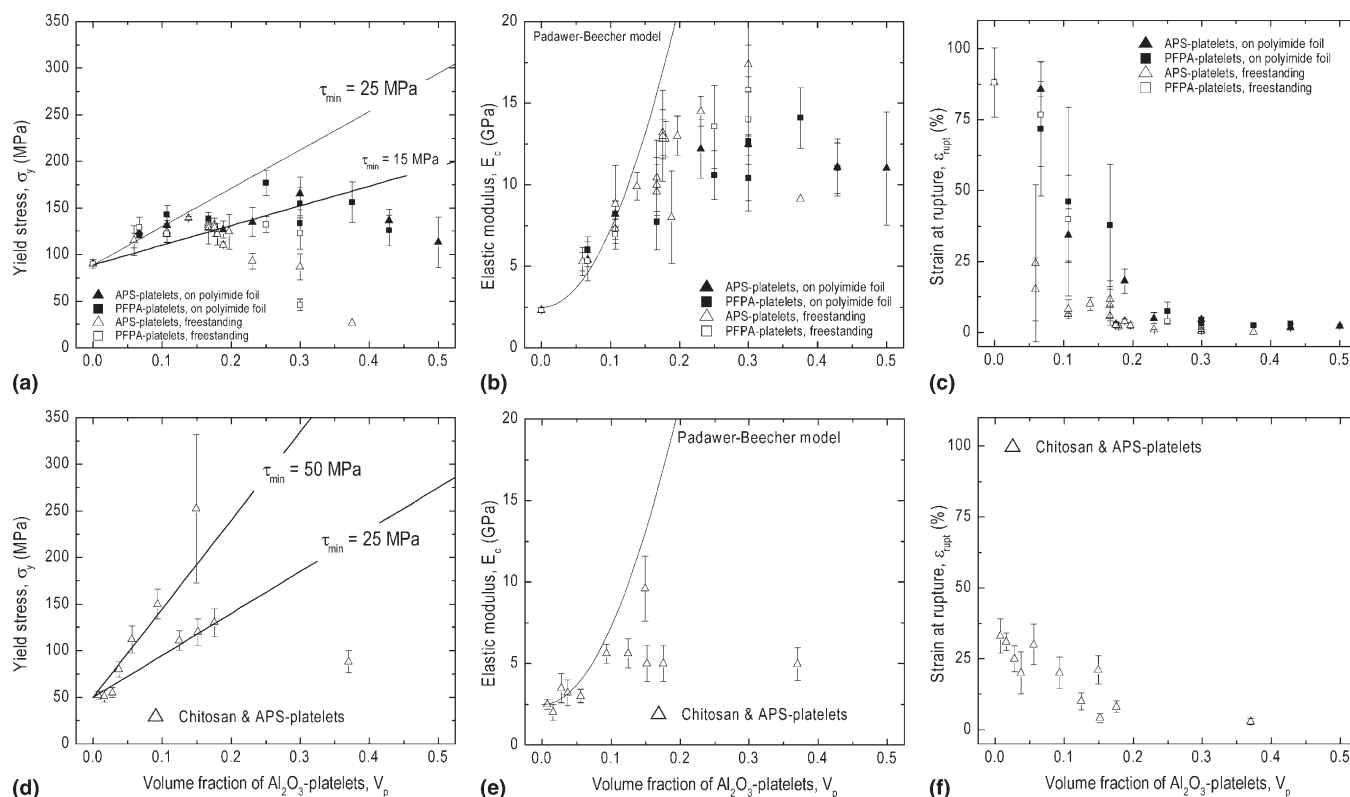 350
300
250
200
150
100
50
0
Yield stress, σy (MPa)
τmin = 25 MPa
τmin = 15 MPa
APS-platelets, on polyimide foil
PFPA-platelets, on polyimide foil
APS-platelets, freestanding
PFPA-platelets, freestanding
0.0 0.1 0.2 0.3 0.4 0.5
(a)
20
15
10
5
0
Elastic modulus, Ec (GPa)
Padawer-Beecher model
APS-platelets, on polyimide foil
PFPA-platelets, on polyimide foil
APS-platelets, freestanding
PFPA-platelets, freestanding
0.0 0.1 0.2 0.3 0.4 0.5
(b)
100
75
50
25
0
Strain at rupture, εrupt (%)
APS-platelets, on polyimide foil
PFPA-platelets, on polyimide foil
APS-platelets, freestanding
PFPA-platelets, freestanding
0.0 0.1 0.2 0.3 0.4 0.5
(c)
350
300
250
200
150
100
50
0
Yield stress, σy (MPa)
τmin = 50 MPa
τmin = 25 MPa
Chitosan & APS-platelets
0.0 0.1 0.2 0.3 0.4 0.5
Volume fraction of Al2O3-platelets, Vp
(d)
20
15
10
5
0
Elastic modulus, Ec (GPa)
Padawer-Beecher model
Chitosan & APS-platelets
0.0 0.1 0.2 0.3 0.4 0.5
Volume fraction of Al2O3-platelets, Vp
(e)
100
75
50
25
0
Strain at rupture, εrupt (%)
Chitosan & APS-platelets
0.0 0.1 0.2 0.3 0.4 0.5
Volume fraction of Al2O3-platelets, Vp
(f)